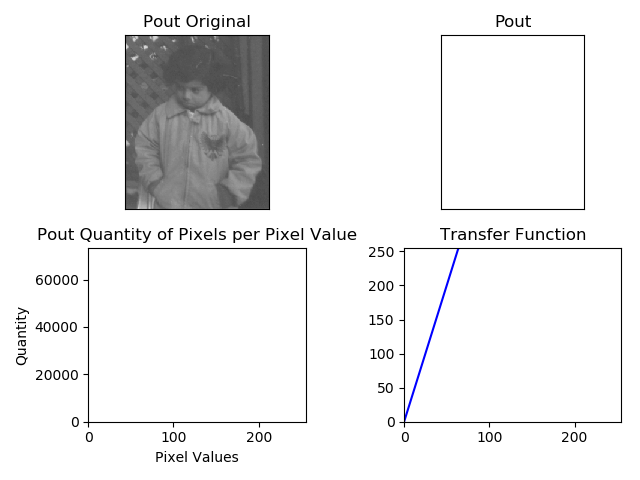 Pout Original
Pout
Pout Quantity of Pixels per Pixel Value
60000
40000
20000
0
Quantity
0 100 200
Pixel Values
Transfer Function
250
200
150
100
50
0
0 100 200